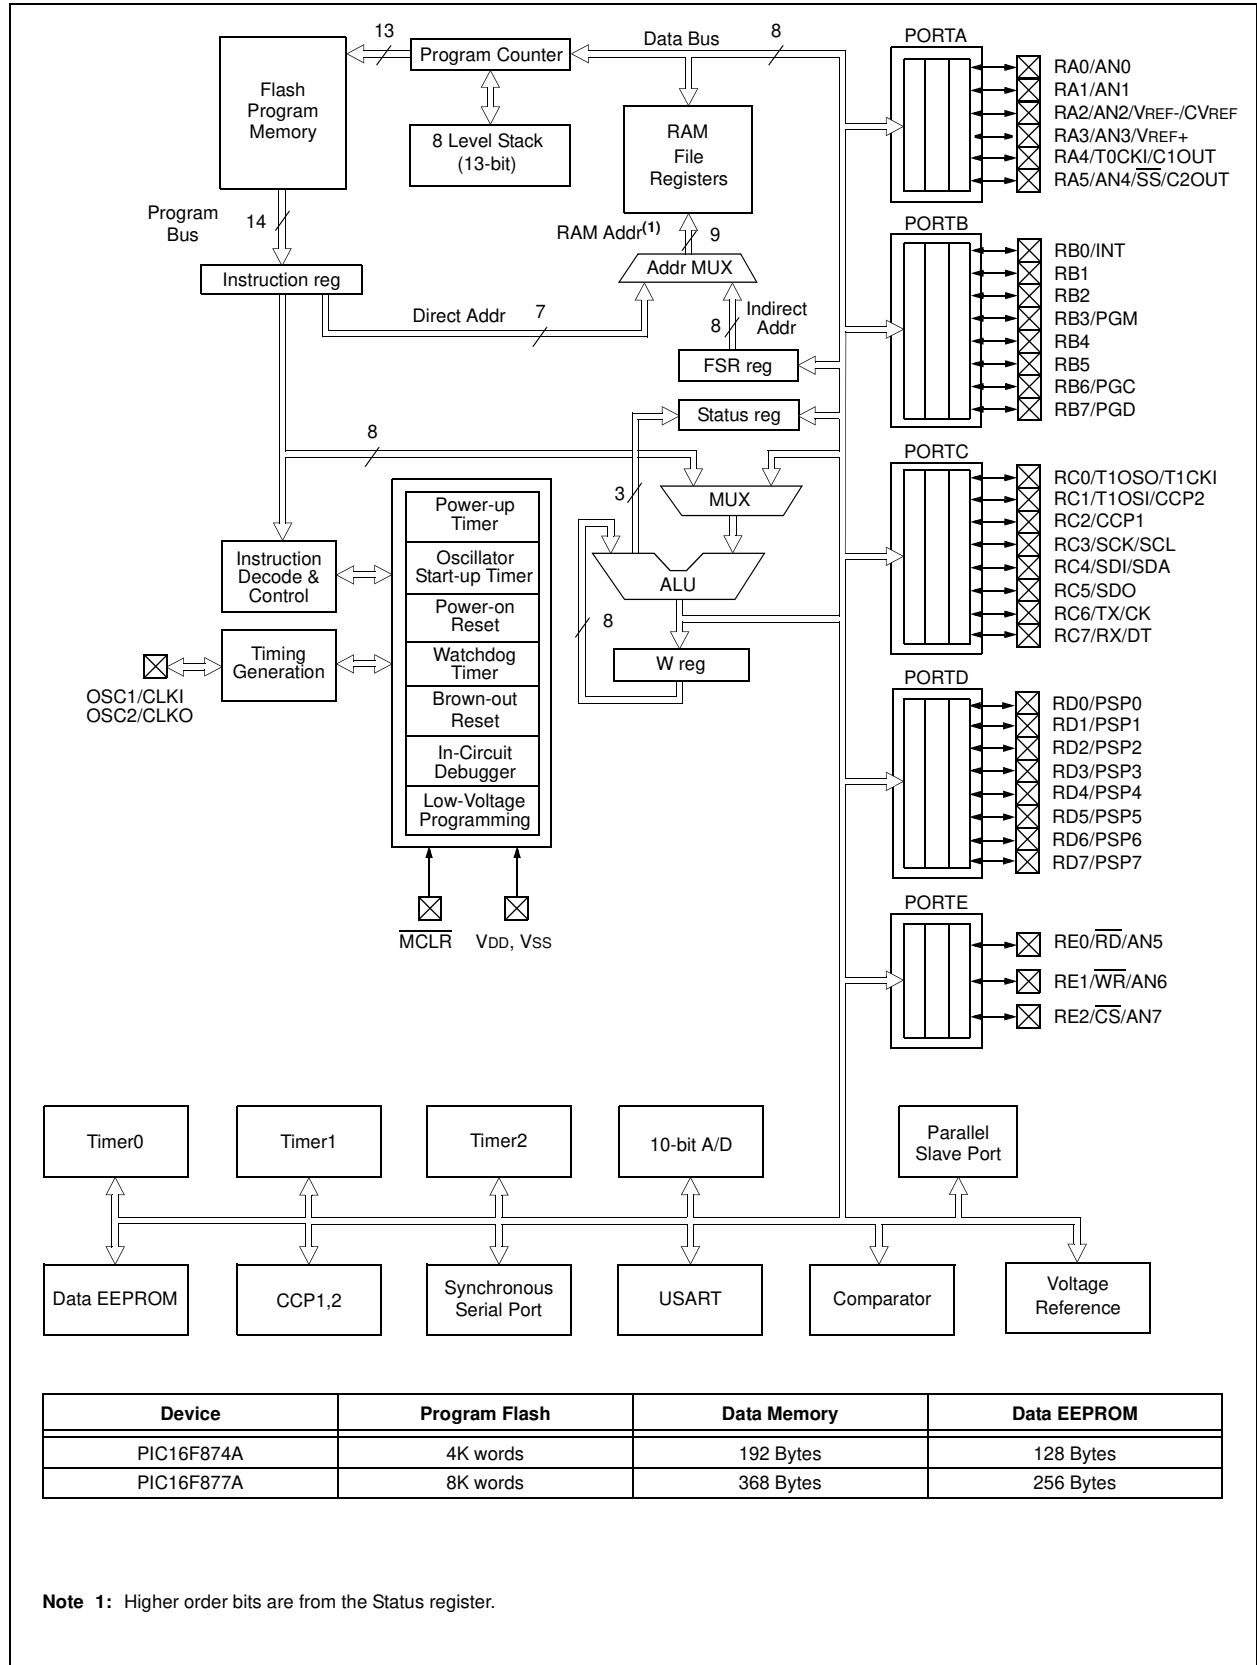 13
Program Counter
Data Bus
8
Flash
Program
Memory
8 Level Stack
(13-bit)
RAM
File
Registers
Program
Bus
14
RAM Addr(1)
9
Addr MUX
Instruction reg
Direct Addr
7
8
Indirect
Addr
FSR reg
Status reg
8
3
MUX
ALU
8
W reg
Power-up
Timer
Oscillator
Start-up Timer
Power-on
Reset
Watchdog
Timer
Brown-out
Reset
In-Circuit
Debugger
Low-Voltage
Programming
Instruction
Decode &
Control
Timing
Generation
OSC1/CLKI
OSC2/CLKO
MCLR
VDD, VSS
PORTA
RA0/AN0
RA1/AN1
RA2/AN2/VREF-/CVREF
RA3/AN3/VREF+
RA4/T0CKI/C1OUT
RA5/AN4/SS/C2OUT
PORTB
RB0/INT
RB1
RB2
RB3/PGM
RB4
RB5
RB6/PGC
RB7/PGD
PORTC
RC0/T1OSO/T1CKI
RC1/T1OSI/CCP2
RC2/CCP1
RC3/SCK/SCL
RC4/SDI/SDA
RC5/SDO
RC6/TX/CK
RC7/RX/DT
PORTD
RD0/PSP0
RD1/PSP1
RD2/PSP2
RD3/PSP3
RD4/PSP4
RD5/PSP5
RD6/PSP6
RD7/PSP7
PORTE
RE0/RD/AN5
RE1/WR/AN6
RE2/CS/AN7
Timer0
Timer1
Timer2
10-bit A/D
Parallel
Slave Port
Data EEPROM
CCP1,2
Synchronous
Serial Port
USART
Comparator
Voltage
Reference
Device Program Flash Data Memory Data EEPROM
PIC16F874A 4K words 192 Bytes 128 Bytes
PIC16F877A 8K words 368 Bytes 256 Bytes
Note 1: Higher order bits are from the Status register.